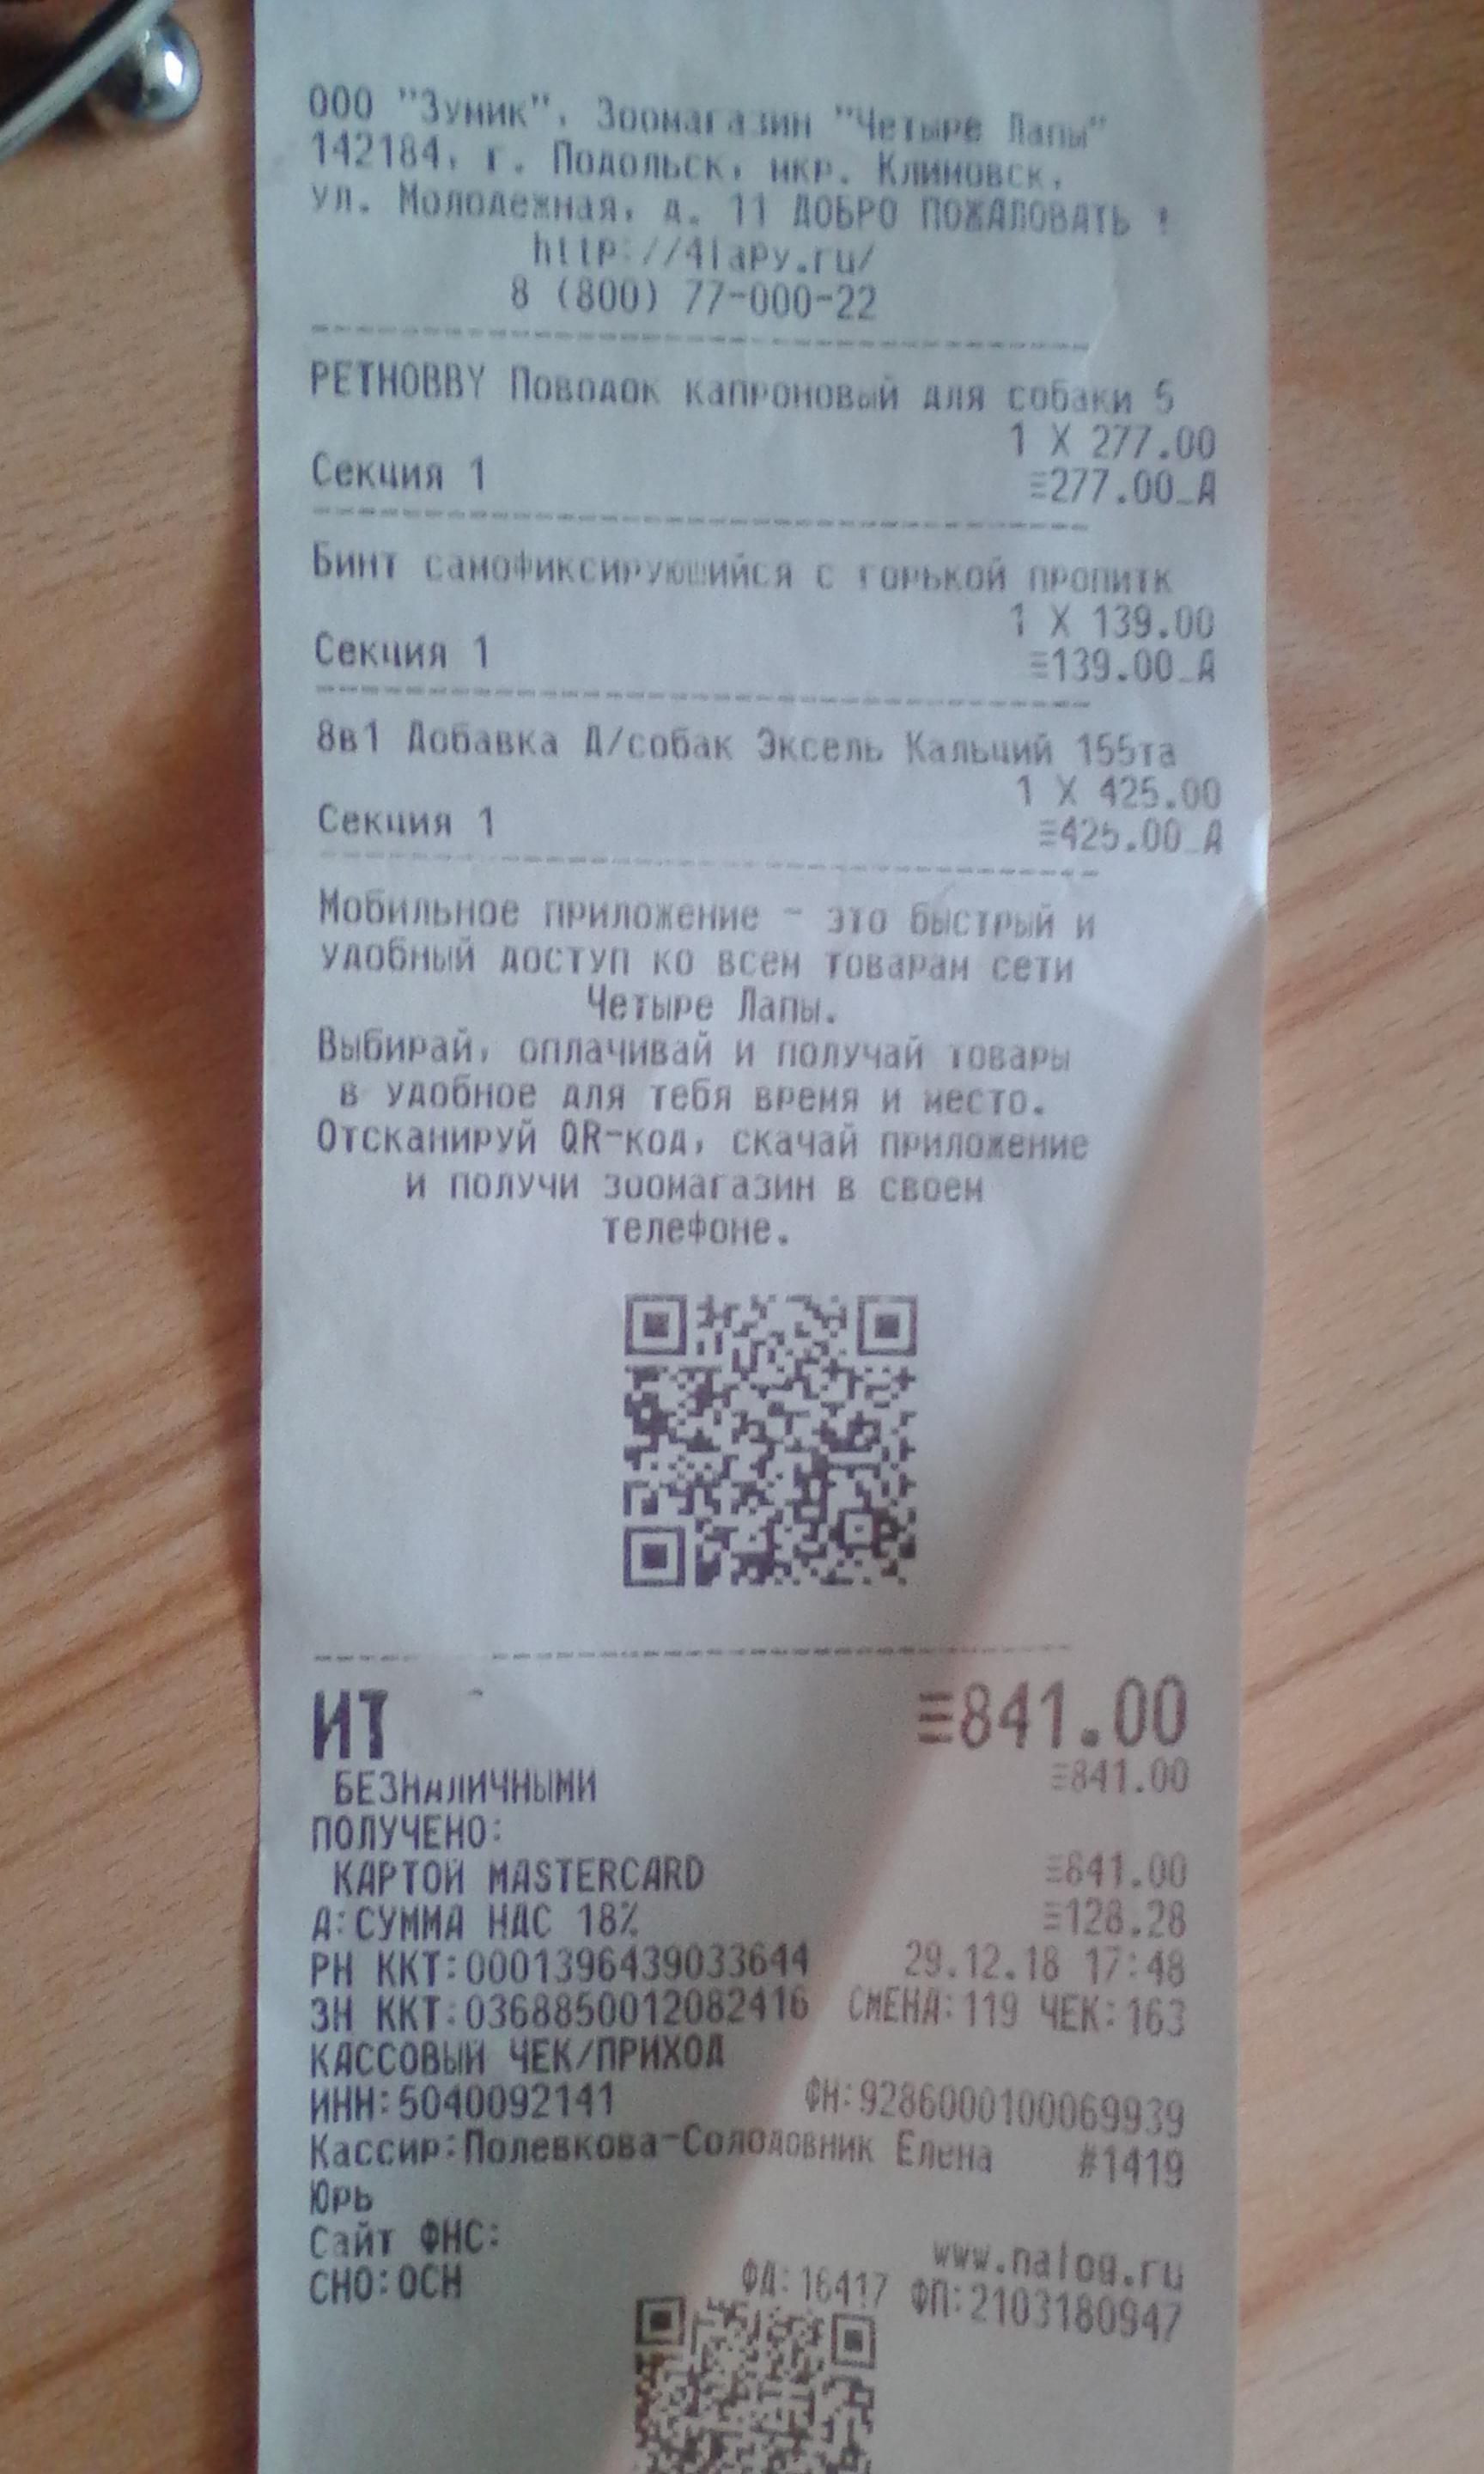 ООО "Зумик", Зоомагазин "Четыре Лапы"
142184, г. Подольск, мкр. Климовск,
ул. Молодежная, д. 11 ДОБРО ПОЖАЛОВАТЬ !
http://4lapy.ru/
8 (800) 77-000-22
PETHOBBY Поводок капроновый для собаки 5
1 X 277.00
Секция 1 ≡277.00_А
Бинт самофиксируюшийся с горькой пропитк
1 X 139.00
Секция 1 ≡139.00_А
8в1 Добавка Д/собак Эксель Кальций 155та
1 X 425.00
Секция 1 ≡425.00_А
Мобильное приложение - это быстрый и
удобный доступ ко всем товарам сети
Четыре Лапы.
Выбирай, оплачивай и получай товары
в удобное для тебя время и место.
Отсканируй QR-код, скачай приложение
и получи зоомагазин в своем
телефоне.
ИТ ≡841.00
БЕЗНАЛИЧНЫМИ ≡841.00
ПОЛУЧЕНО:
КАРТОЙ MASTERCARD ≡841.00
А:СУММА НДС 18% ≡128.28
РН ККТ:0001396439033644 29.12.18 17:48
ЗН ККТ:0368850012082416 СМЕНА:119 ЧЕК:163
КАССОВЫЙ ЧЕК/ПРИХОД
ИНН:5040092141 ФН:9286000100069939
Кассир:Полевкова-Солодовник Елена #1419
Юрь
Сайт ФНС: www.nalog.ru
СНО:ОСН ФД:16417 ФП:2103180947